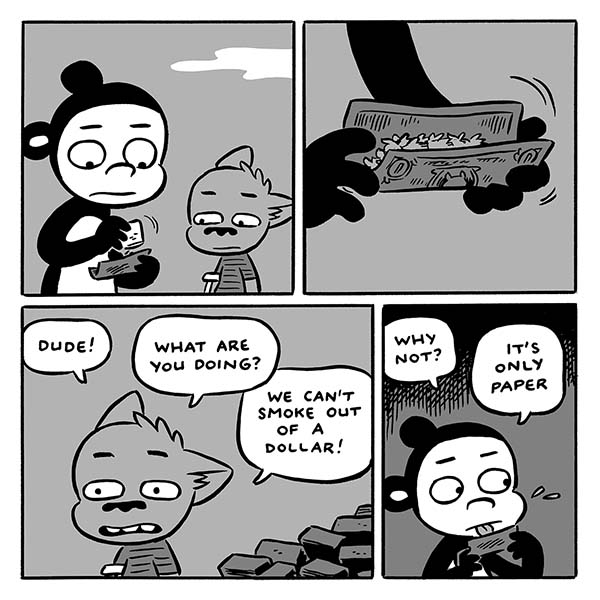 DUDE!
WHAT ARE
YOU DOING?
WE CAN'T
SMOKE OUT
OF A
DOLLAR!
WHY
NOT?
IT'S
ONLY
PAPER